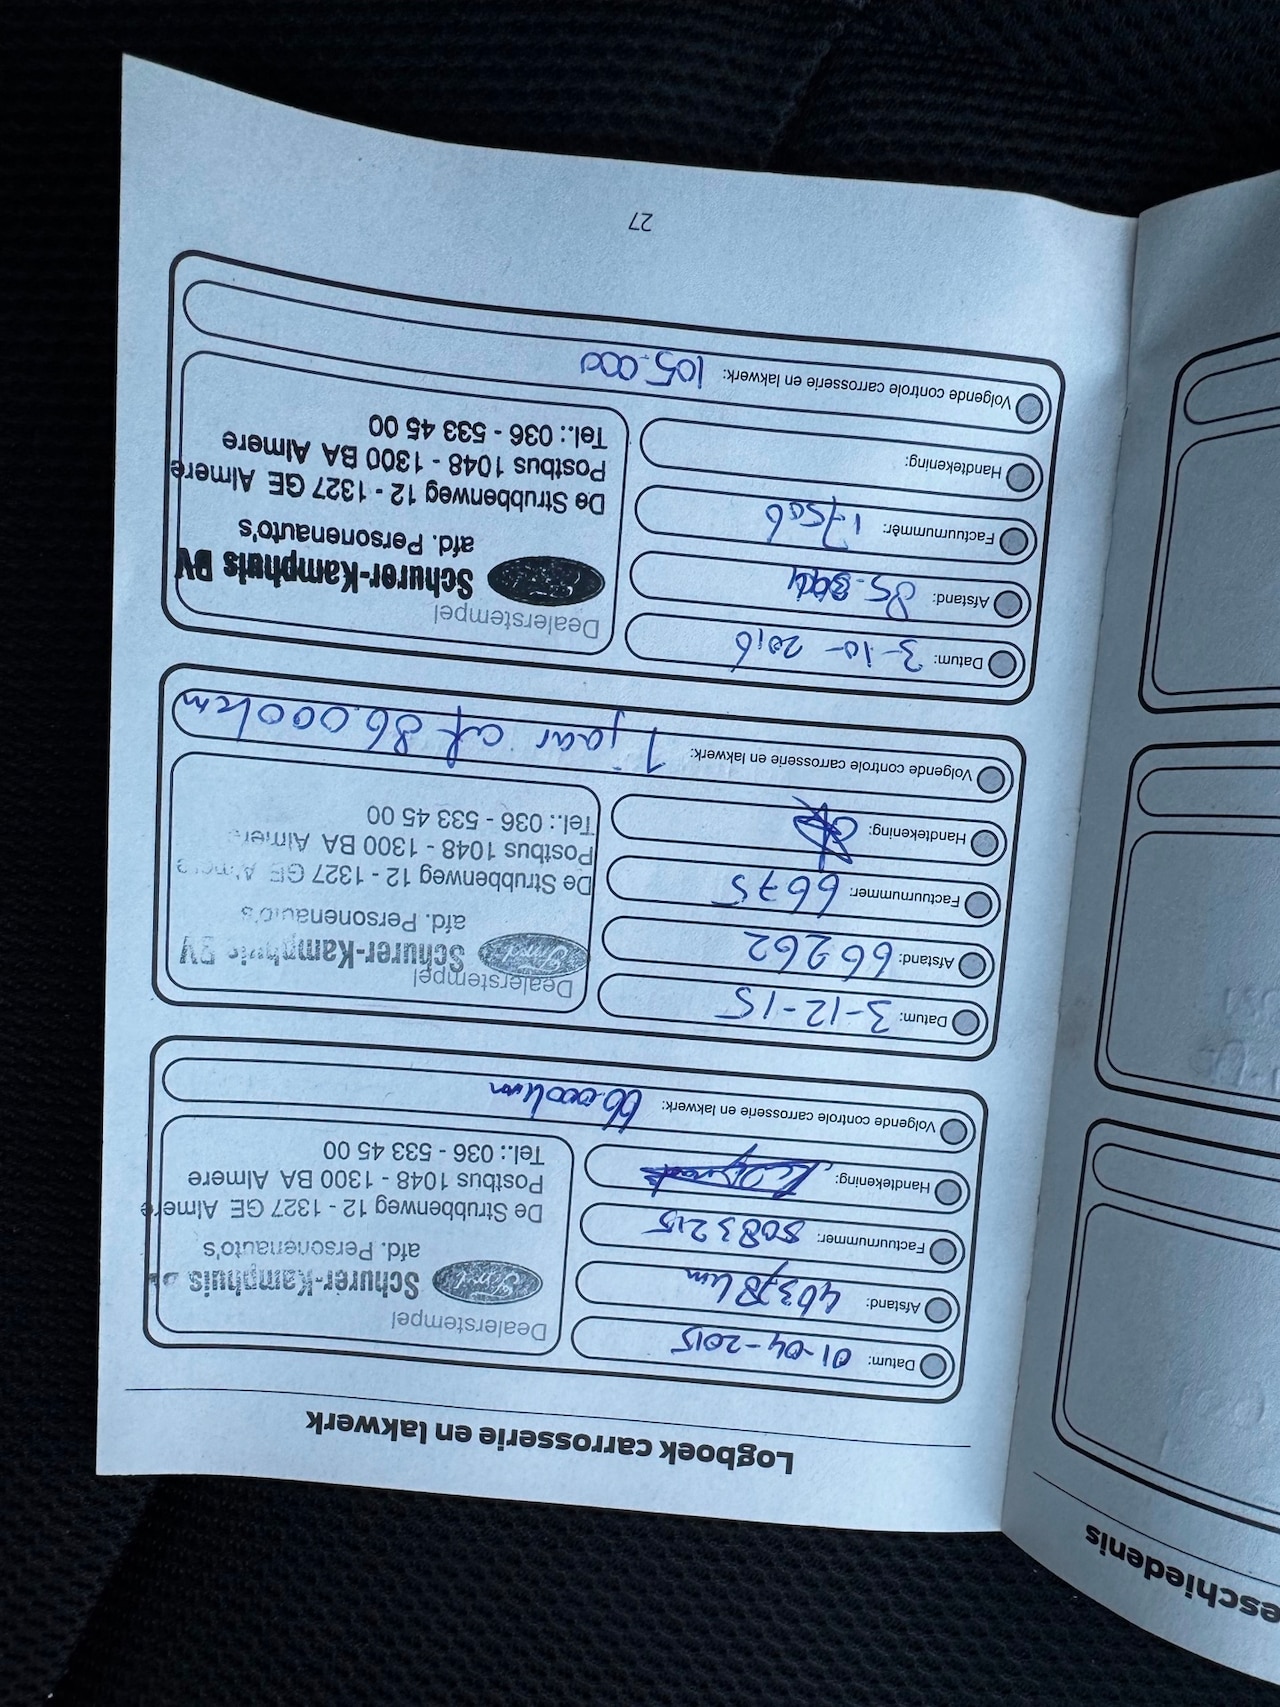 Logboek carrosserie en lakwerk
Datum: 01-04-2015
Afstand: 46378 km
Factuurnummer: 5083215
Handtekening:
Volgende controle carrosserie en lakwerk: 66.000 km
Dealerstempel
Ford
Schurer-Kamphuis
afd. Personenauto's
De Strubbenweg 12 - 1327 GE Almere
Postbus 1048 - 1300 BA Almere
Tel.: 036 - 533 45 00
Datum: 3-12-15
Afstand: 66262
Factuurnummer: 6675
Handtekening:
Volgende controle carrosserie en lakwerk: 1 jaar of 86.000 km
Dealerstempel
Ford
Schurer-Kamphuis BV
afd. Personenauto's
De Strubbenweg 12 - 1327 GE Almere
Postbus 1048 - 1300 BA Almere
Tel.: 036 - 533 45 00
Datum: 3-10-2016
Afstand: 85.
Factuurnummer: 17506
Handtekening:
Volgende controle carrosserie en lakwerk: 105.000
Dealerstempel
Schurer-Kamphuis BV
afd. Personenauto's
De Strubbenweg 12 - 1327 GE Almere
Postbus 1048 - 1300 BA Almere
Tel.: 036 - 533 45 00
27
eschiedenis